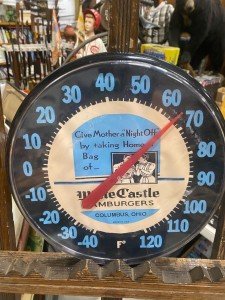 Give Mother a Night Off
by taking Home a
Bag
of...
White Castle
HAMBURGERS
COLUMBUS, OHIO
-40
-30
-20
-10
0
10
20
30
40
50
60
70
80
90
100
110
120
F°